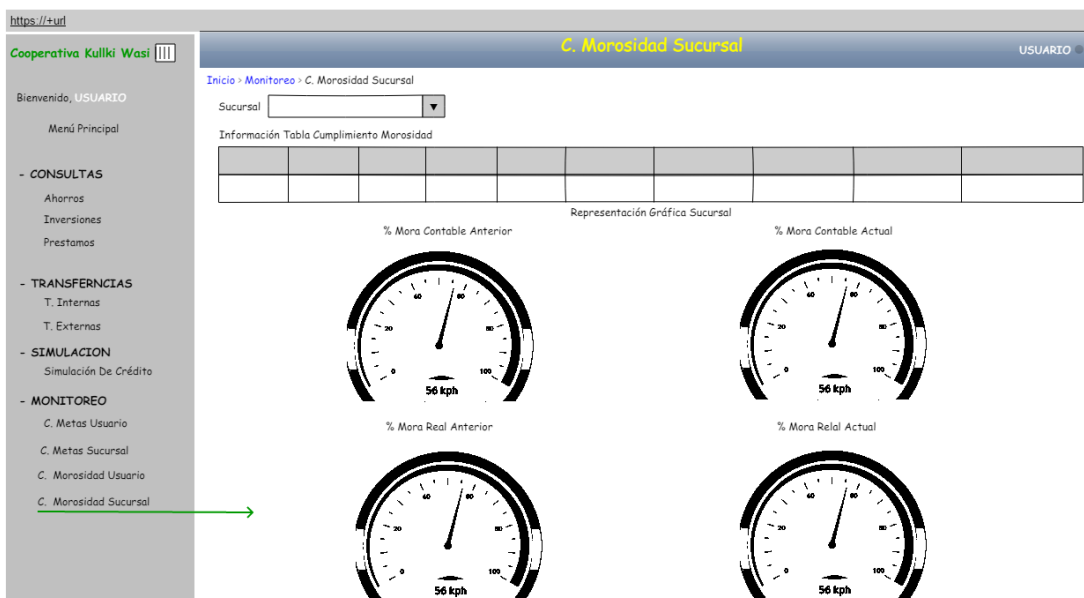 https://+url
Cooperativa Kullki Wasi
C. Morosidad Sucursal
USUARIO
Bienvenido, USUARIO
Menú Principal
- CONSULTAS
Ahorros
Inversiones
Prestamos
- TRANSFERNCIAS
T. Internas
T. Externas
- SIMULACION
Simulación De Crédito
- MONITOREO
C. Metas Usuario
C. Metas Sucursal
C. Morosidad Usuario
C. Morosidad Sucursal
Inicio > Monitoreo > C. Morosidad Sucursal
Sucursal
Información Tabla Cumplimiento Morosidad
Representación Gráfica Sucursal
% Mora Contable Anterior
0 20 40 60 80 100
56 kph
% Mora Contable Actual
0 20 40 60 80 100
56 kph
% Mora Real Anterior
0 20 40 60 80 100
56 kph
% Mora Relal Actual
0 20 40 60 80 100
56 kph